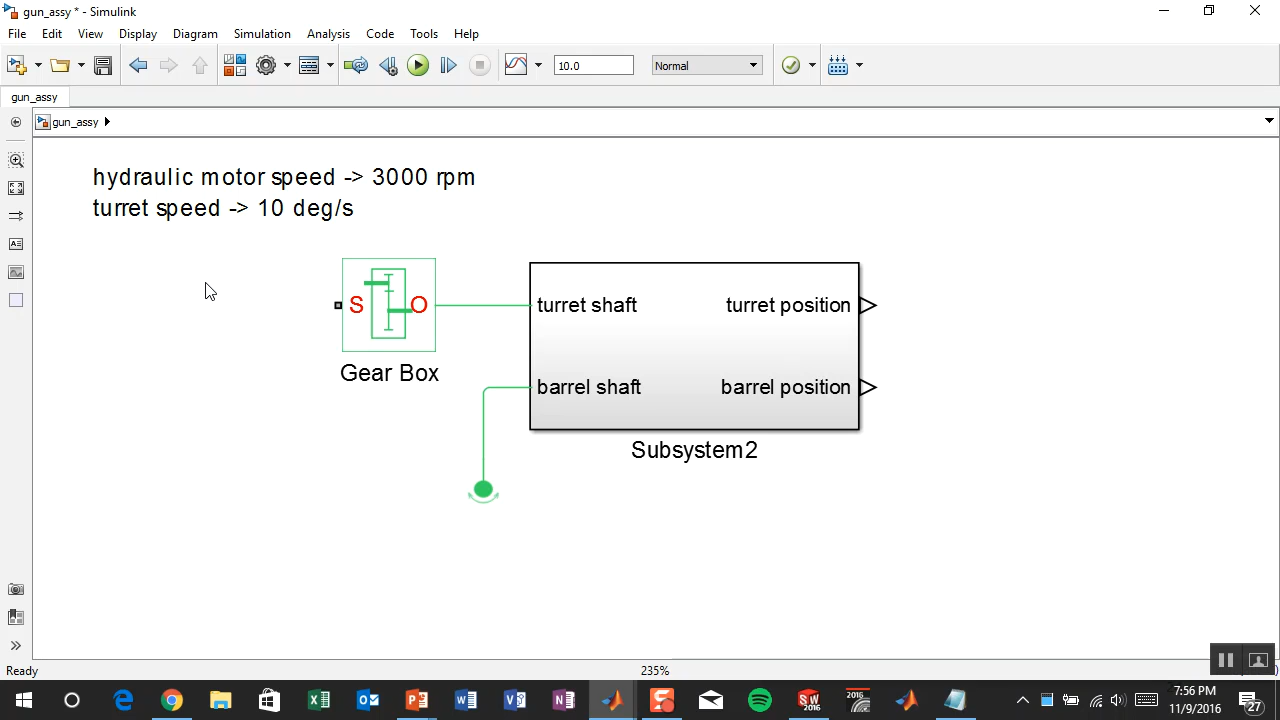 gun_assy * - Simulink
File Edit View Display Diagram Simulation Analysis Code Tools Help
10.0 Normal
gun_assy
gun_assy
hydraulic motor speed -> 3000 rpm
turret speed -> 10 deg/s
S O
Gear Box
turret shaft turret position
barrel shaft barrel position
Subsystem2
Ready 235%
7:56 PM
11/9/2016
27